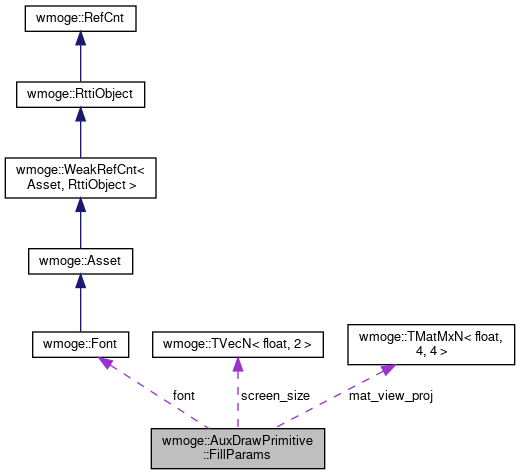 wmoge::RefCnt
wmoge::RttiObject
wmoge::WeakRefCnt<
Asset, RttiObject >
wmoge::Asset
wmoge::Font
wmoge::TVecN< float, 2 >
wmoge::TMatMxN< float,
4, 4 >
font
screen_size
mat_view_proj
wmoge::AuxDrawPrimitive
::FillParams